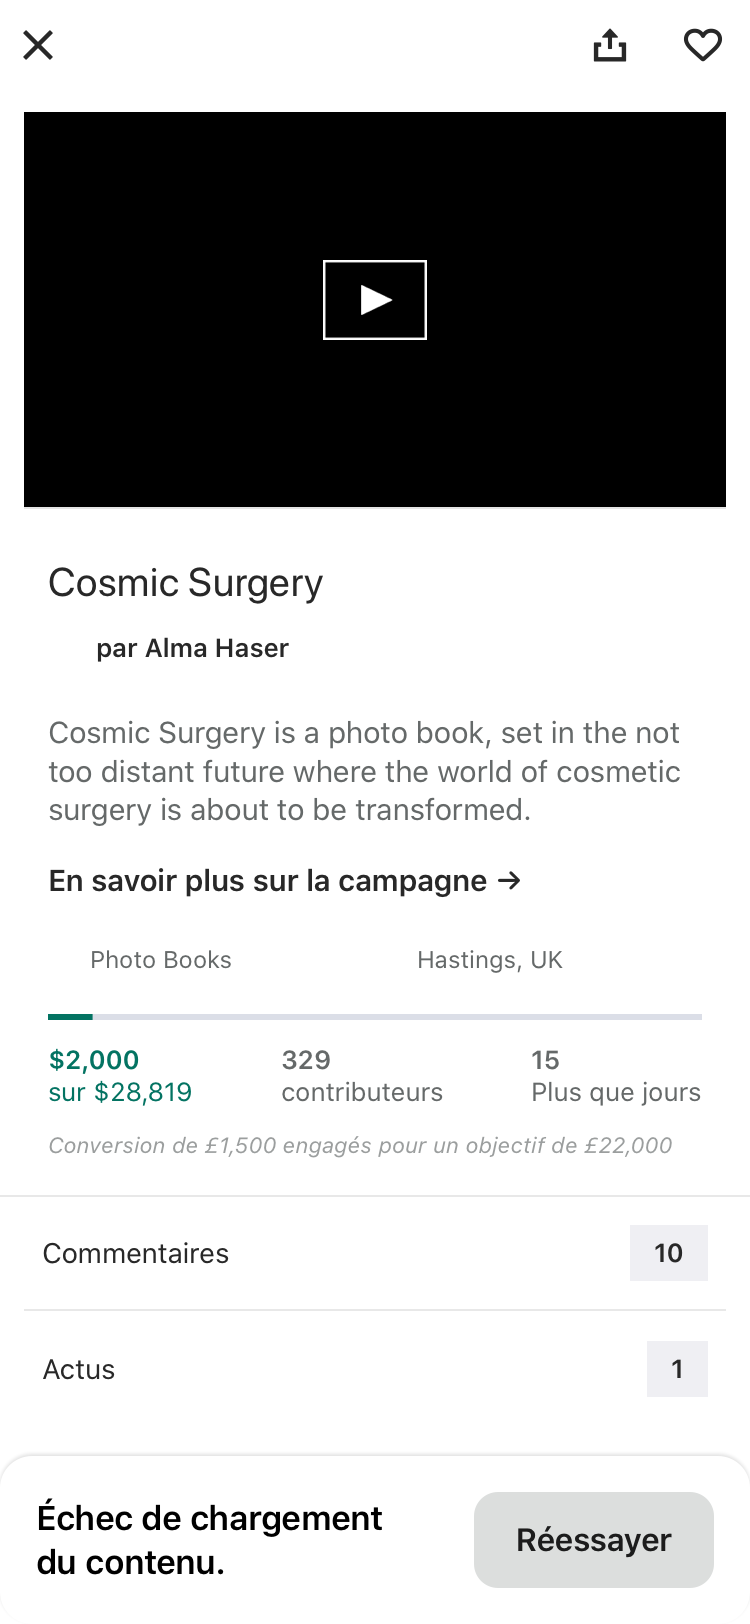 Cosmic Surgery
par Alma Haser
Cosmic Surgery is a photo book, set in the not
too distant future where the world of cosmetic
surgery is about to be transformed.
En savoir plus sur la campagne →
Photo Books
Hastings, UK
$2,000
sur $28,819
329
contributeurs
15
Plus que jours
Conversion de £1,500 engagés pour un objectif de £22,000
Commentaires
10
Actus
1
Échec de chargement
du contenu.
Réessayer